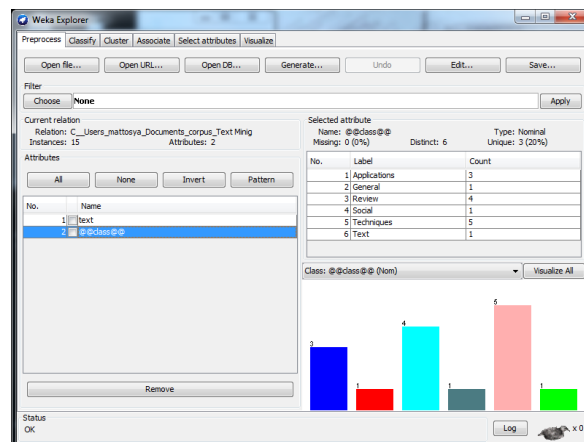 Weka Explorer
Preprocess Classify Cluster Associate Select attributes Visualize
Open file... Open URL... Open DB... Generate... Undo Edit... Save...
Filter
Choose None Apply
Current relation
Relation: C__Users_mattosya_Documents_corpus_Text Minig
Instances: 15 Attributes: 2
Attributes
All None Invert Pattern
No. Name
1 text
2 @@class@@
Remove
Selected attribute
Name: @@class@@ Type: Nominal
Missing: 0 (0%) Distinct: 6 Unique: 3 (20%)
No. Label Count
1 Applications 3
2 General 1
3 Review 4
4 Social 1
5 Techniques 5
6 Text 1
Class: @@class@@ (Nom) Visualize All
3 1 4 1 5 1
Status
OK
Log x 0